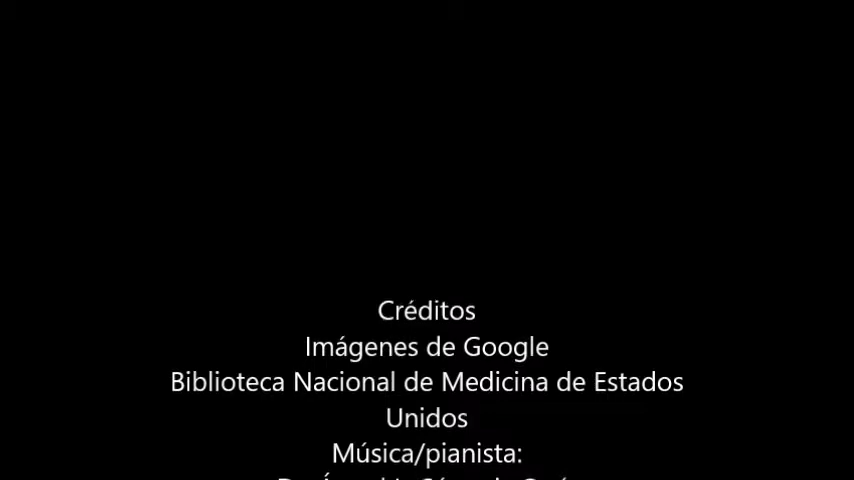 Créditos
Imágenes de Google
Biblioteca Nacional de Medicina de Estados
Unidos
Música/pianista: